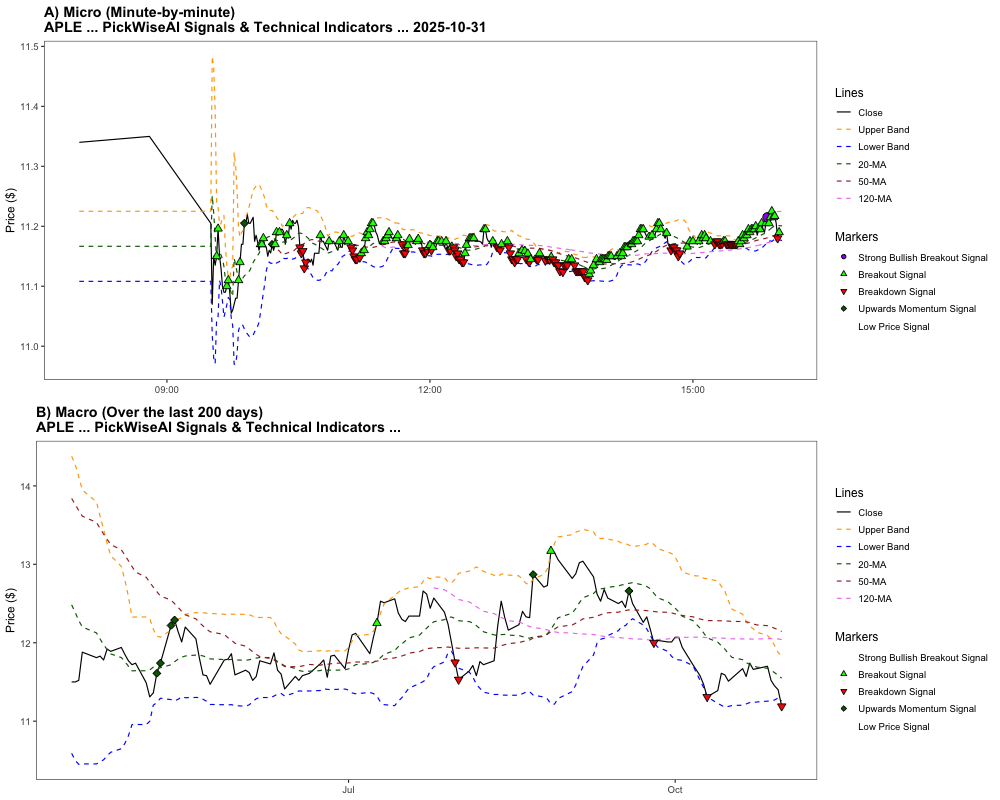 A) Micro (Minute-by-minute)
APLE ... PickWiseAI Signals & Technical Indicators ... 2025-10-31
Price ($)
11.5
11.4
11.3
11.2
11.1
11.0
09:00
12:00
15:00
Lines
Close
Upper Band
Lower Band
20-MA
50-MA
120-MA
Markers
Strong Bullish Breakout Signal
Breakout Signal
Breakdown Signal
Upwards Momentum Signal
Low Price Signal
B) Macro (Over the last 200 days)
APLE ... PickWiseAI Signals & Technical Indicators ...
Price ($)
14
13
12
11
Jul
Oct
Lines
Close
Upper Band
Lower Band
20-MA
50-MA
120-MA
Markers
Strong Bullish Breakout Signal
Breakout Signal
Breakdown Signal
Upwards Momentum Signal
Low Price Signal